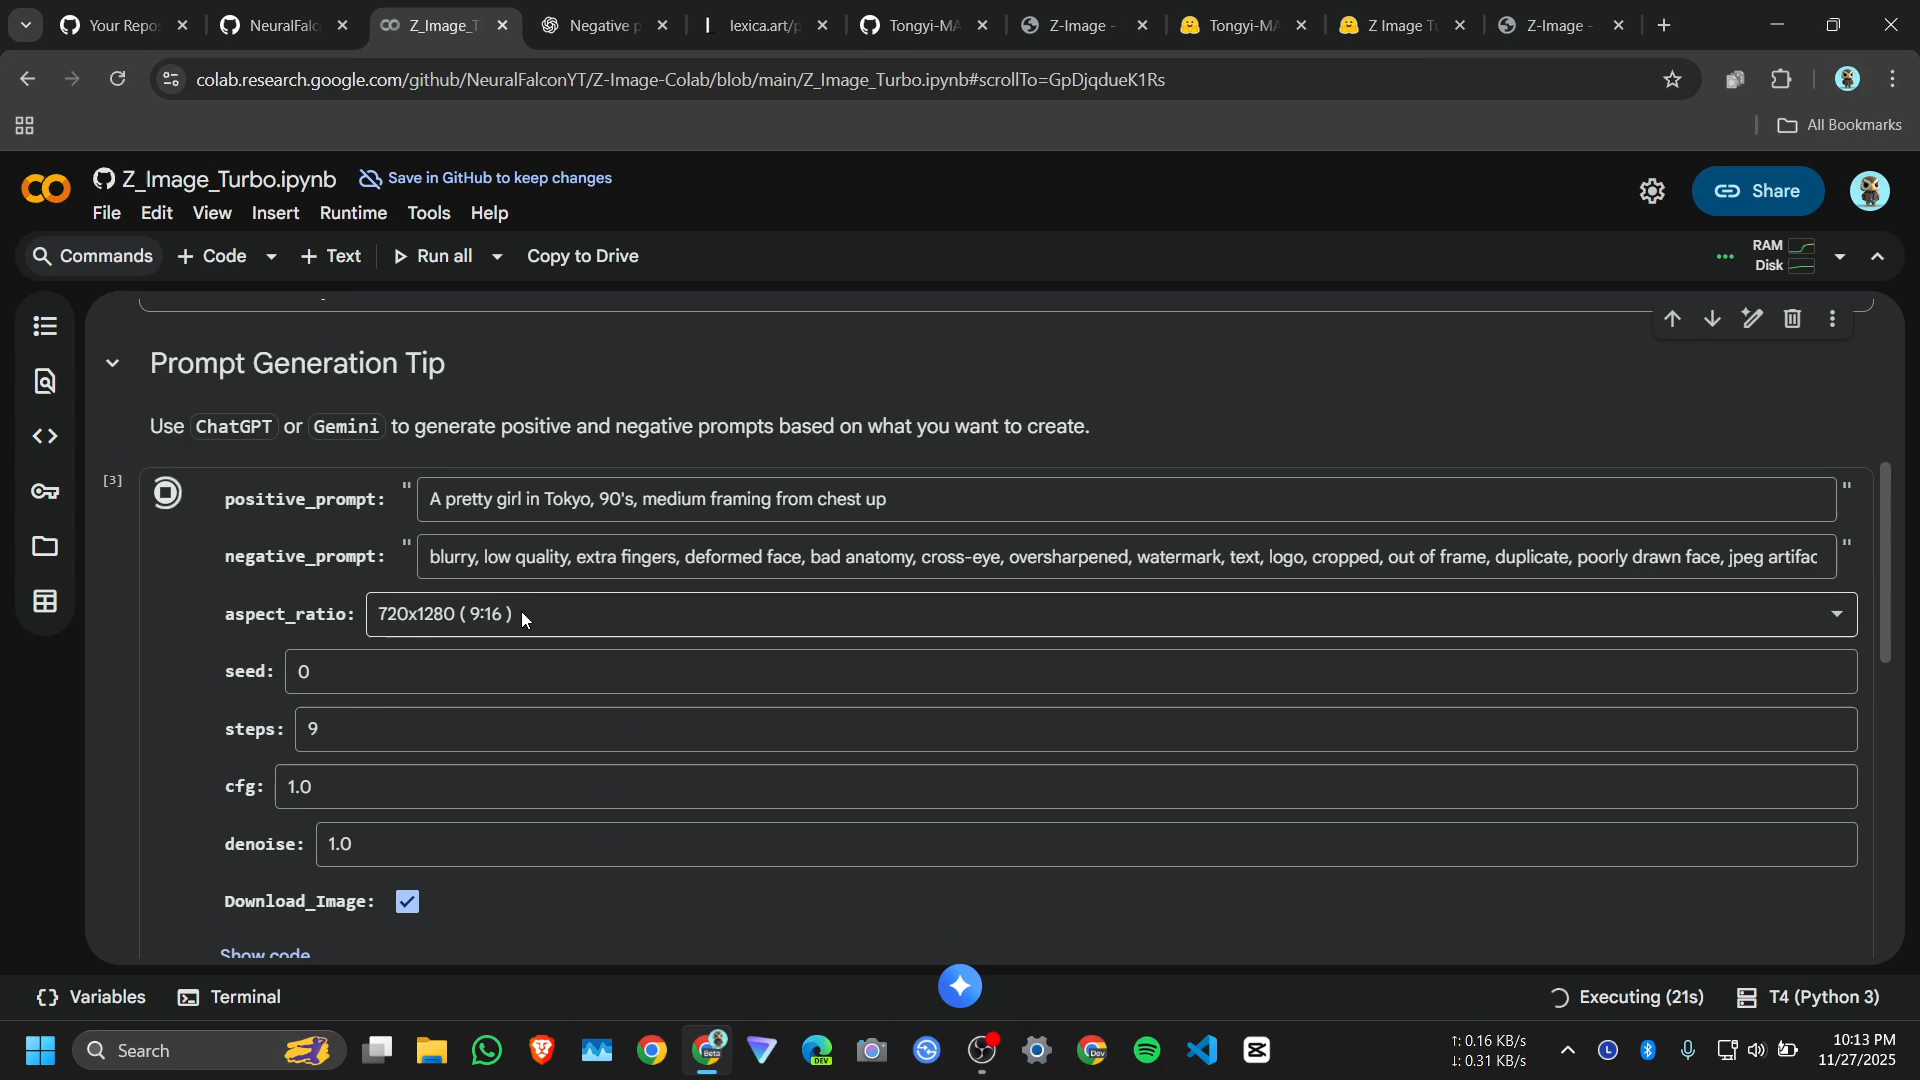 Your Repo
NeuralFalc
Z_Image_T
Negative p
lexica.art/p
Tongyi-MA
Z-Image -
Tongyi-MA
Z Image Tu
Z-Image -
colab.research.google.com/github/NeuralFalconYT/Z-Image-Colab/blob/main/Z_Image_Turbo.ipynb#scrollTo=GpDjqdueK1Rs
All Bookmarks
Z_Image_Turbo.ipynb Save in GitHub to keep changes
File Edit View Insert Runtime Tools Help
Share
Commands + Code + Text Run all Copy to Drive
RAM
Disk
Prompt Generation Tip
Use ChatGPT or Gemini to generate positive and negative prompts based on what you want to create.
[3]
positive_prompt: " A pretty girl in Tokyo, 90's, medium framing from chest up "
negative_prompt: " blurry, low quality, extra fingers, deformed face, bad anatomy, cross-eye, oversharpened, watermark, text, logo, cropped, out of frame, duplicate, poorly drawn face, jpeg artifac "
aspect_ratio: 720x1280 ( 9:16 )
seed: 0
steps: 9
cfg: 1.0
denoise: 1.0
Download_Image:
Show code
Variables Terminal
Executing (21s) T4 (Python 3)
Search
Beta
DEV
Dev
↑: 0.16 KB/s
↓: 0.31 KB/s
10:13 PM
11/27/2025